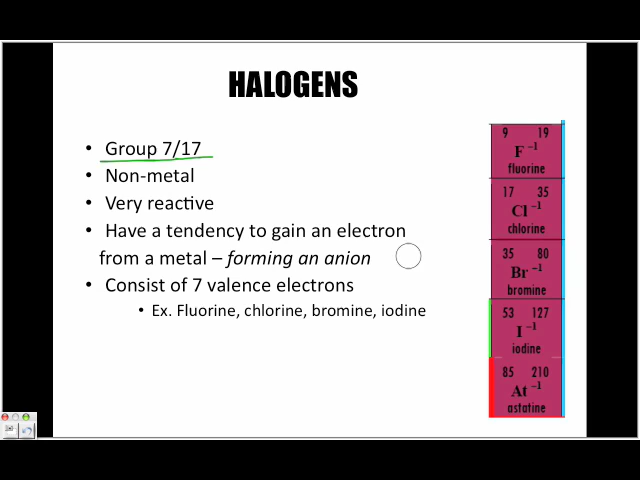 HALOGENS
• Group 7/17
• Non-metal
• Very reactive
• Have a tendency to gain an electron
from a metal – forming an anion
• Consist of 7 valence electrons
• Ex. Fluorine, chlorine, bromine, iodine
9 19
F⁻¹
fluorine
17 35
Cl⁻¹
chlorine
35 80
Br⁻¹
bromine
53 127
I⁻¹
iodine
85 210
At⁻¹
astatine